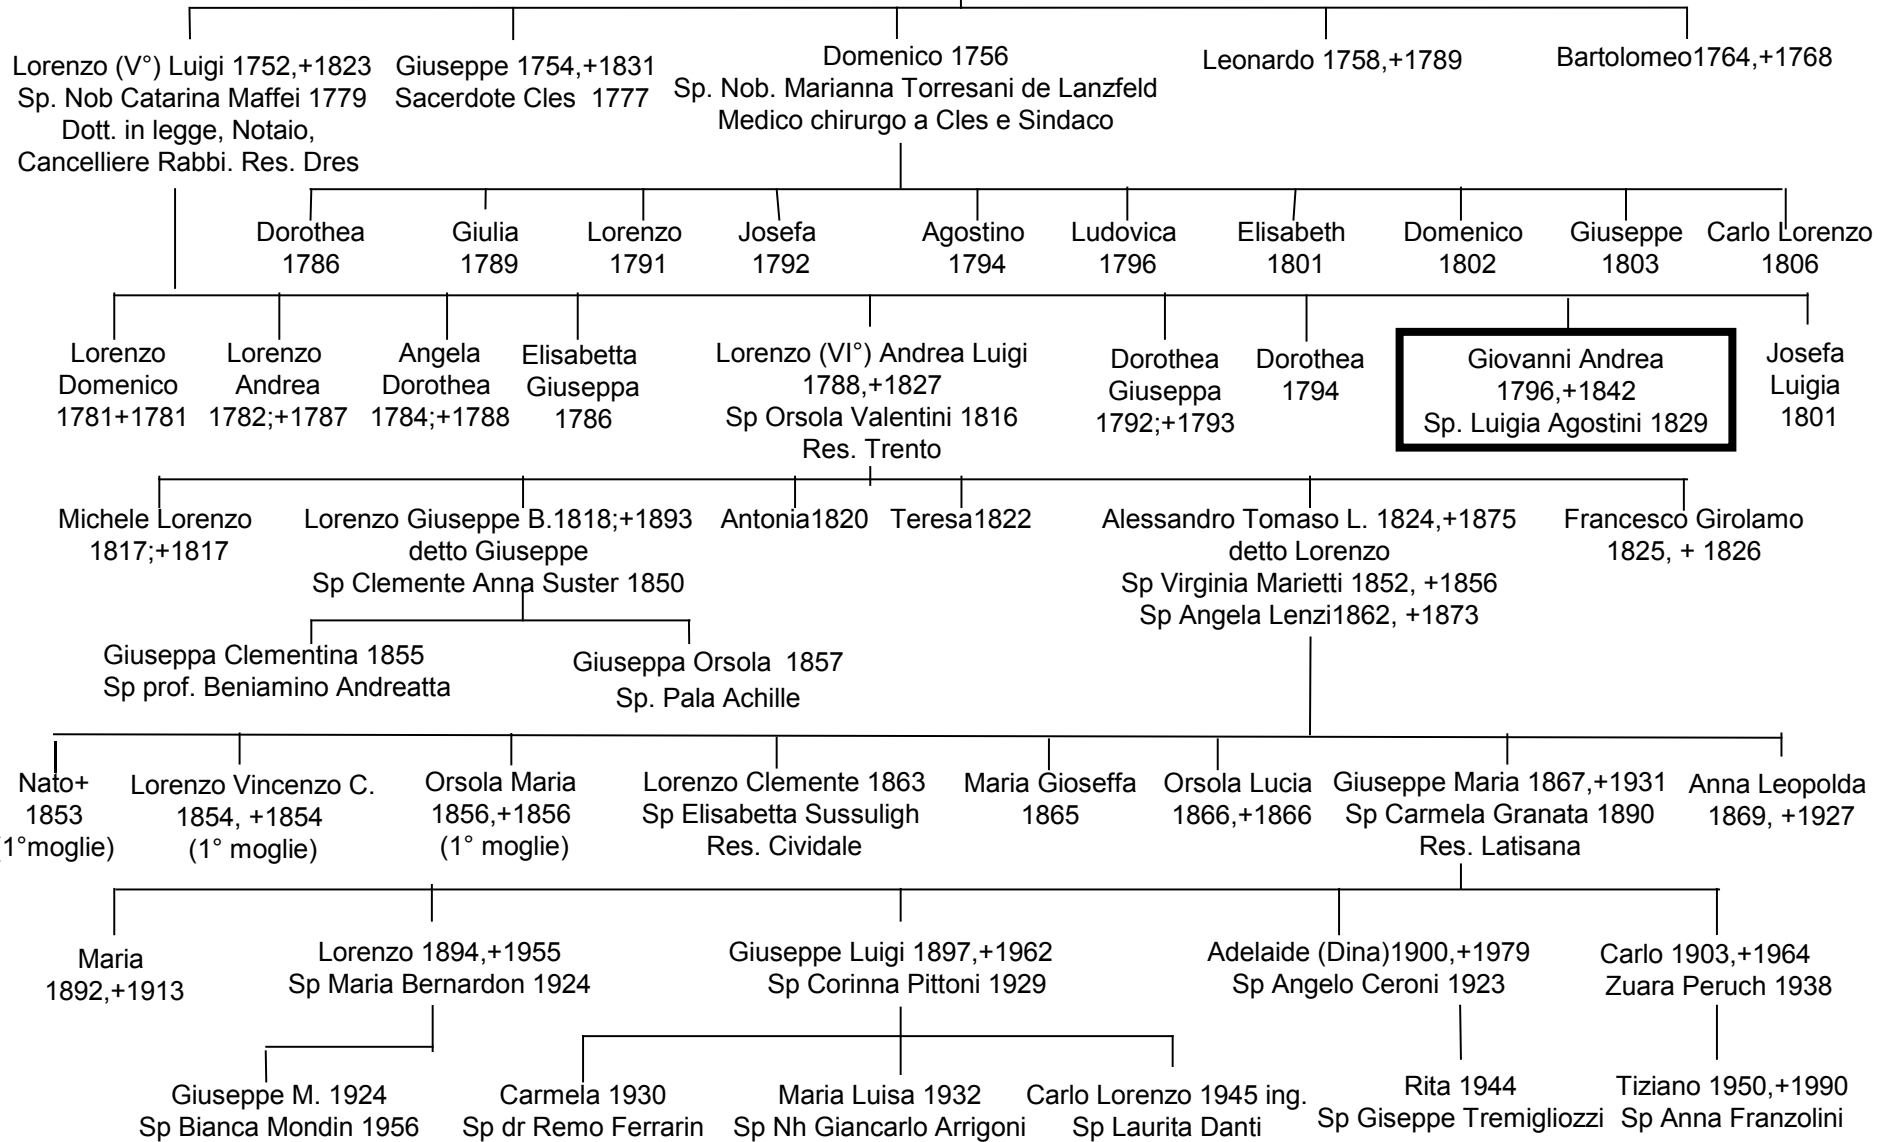 Lorenzo (V°) Luigi 1752,+1823
Sp. Nob Catarina Maffei 1779
Dott. in legge, Notaio,
Cancelliere Rabbi. Res. Dres
Giuseppe 1754,+1831
Sacerdote Cles 1777
Domenico 1756
Sp. Nob. Marianna Torresani de Lanzfeld
Medico chirurgo a Cles e Sindaco
Leonardo 1758,+1789
Bartolomeo1764,+1768
Dorothea
1786
Giulia
1789
Lorenzo
1791
Josefa
1792
Agostino
1794
Ludovica
1796
Elisabeth
1801
Domenico
1802
Giuseppe
1803
Carlo Lorenzo
1806
Lorenzo
Domenico
1781+1781
Lorenzo
Andrea
1782;+1787
Angela
Dorothea
1784;+1788
Elisabetta
Giuseppa
1786
Lorenzo (VI°) Andrea Luigi
1788,+1827
Sp Orsola Valentini 1816
Res. Trento
Dorothea
Giuseppa
1792;+1793
Dorothea
1794
Giovanni Andrea
1796,+1842
Sp. Luigia Agostini 1829
Josefa
Luigia
1801
Michele Lorenzo
1817;+1817
Lorenzo Giuseppe B.1818;+1893
detto Giuseppe
Sp Clemente Anna Suster 1850
Antonia1820
Teresa1822
Alessandro Tomaso L. 1824,+1875
detto Lorenzo
Sp Virginia Marietti 1852, +1856
Sp Angela Lenzi1862, +1873
Francesco Girolamo
1825, + 1826
Giuseppa Clementina 1855
Sp prof. Beniamino Andreatta
Giuseppa Orsola 1857
Sp. Pala Achille
Nato+
1853
(1°moglie)
Lorenzo Vincenzo C.
1854, +1854
(1° moglie)
Orsola Maria
1856,+1856
(1° moglie)
Lorenzo Clemente 1863
Sp Elisabetta Sussuligh
Res. Cividale
Maria Gioseffa
1865
Orsola Lucia
1866,+1866
Giuseppe Maria 1867,+1931
Sp Carmela Granata 1890
Res. Latisana
Anna Leopolda
1869, +1927
Maria
1892,+1913
Lorenzo 1894,+1955
Sp Maria Bernardon 1924
Giuseppe Luigi 1897,+1962
Sp Corinna Pittoni 1929
Adelaide (Dina)1900,+1979
Sp Angelo Ceroni 1923
Carlo 1903,+1964
Zuara Peruch 1938
Giuseppe M. 1924
Sp Bianca Mondin 1956
Carmela 1930
Sp dr Remo Ferrarin
Maria Luisa 1932
Sp Nh Giancarlo Arrigoni
Carlo Lorenzo 1945 ing.
Sp Laurita Danti
Rita 1944
Sp Giseppe Tremigliozzi
Tiziano 1950,+1990
Sp Anna Franzolini